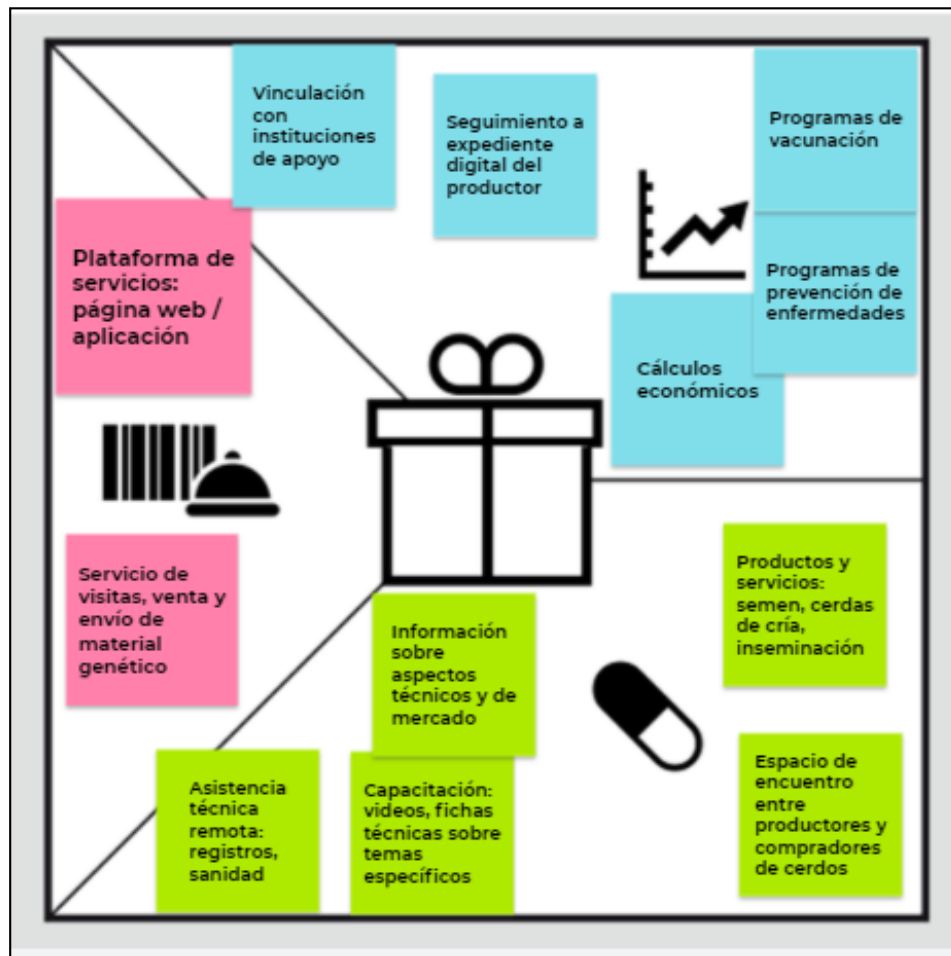 Vinculación
con
instituciones
de apoyo
Seguimiento a
expediente
digital del
productor
Programas de
vacunación
Plataforma de
servicios:
página web /
aplicación
Programas de
prevención de
enfermedades
Cálculos
económicos
Servicio de
visitas, venta y
envío de
material
genético
Productos y
servicios:
semen, cerdas
de cría,
inseminación
Información
sobre
aspectos
técnicos y de
mercado
Asistencia
técnica
remota:
registros,
sanidad
Capacitación:
videos, fichas
técnicas sobre
temas
específicos
Espacio de
encuentro
entre
productores y
compradores
de cerdos